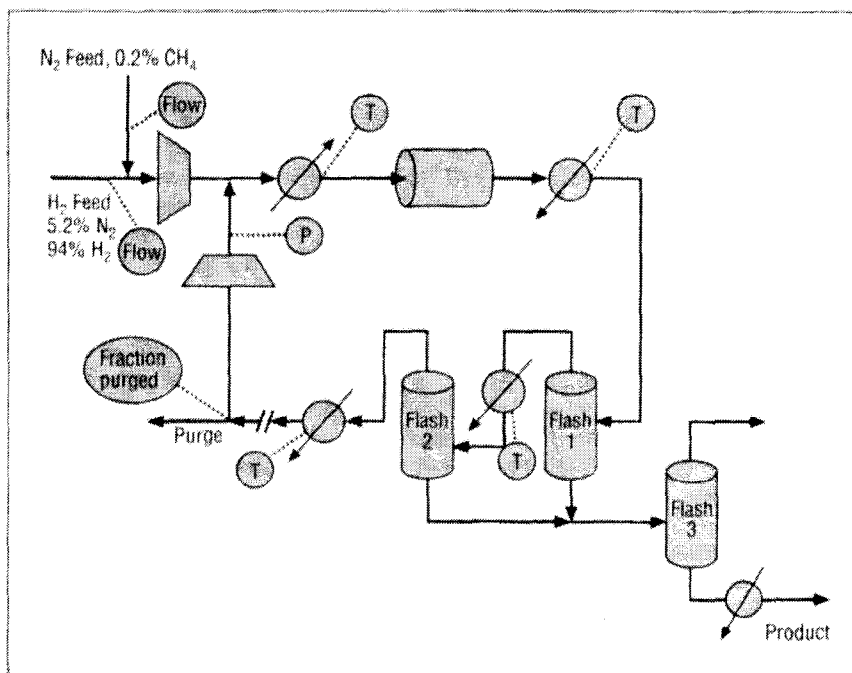 N₂ Feed, 0.2% CH₄
Flow
T
T
H₂ Feed
5.2% N₂
94% H₂
Flow
P
Fraction
purged
Purge
T
Flash
2
T
Flash
1
Flash
3
Product